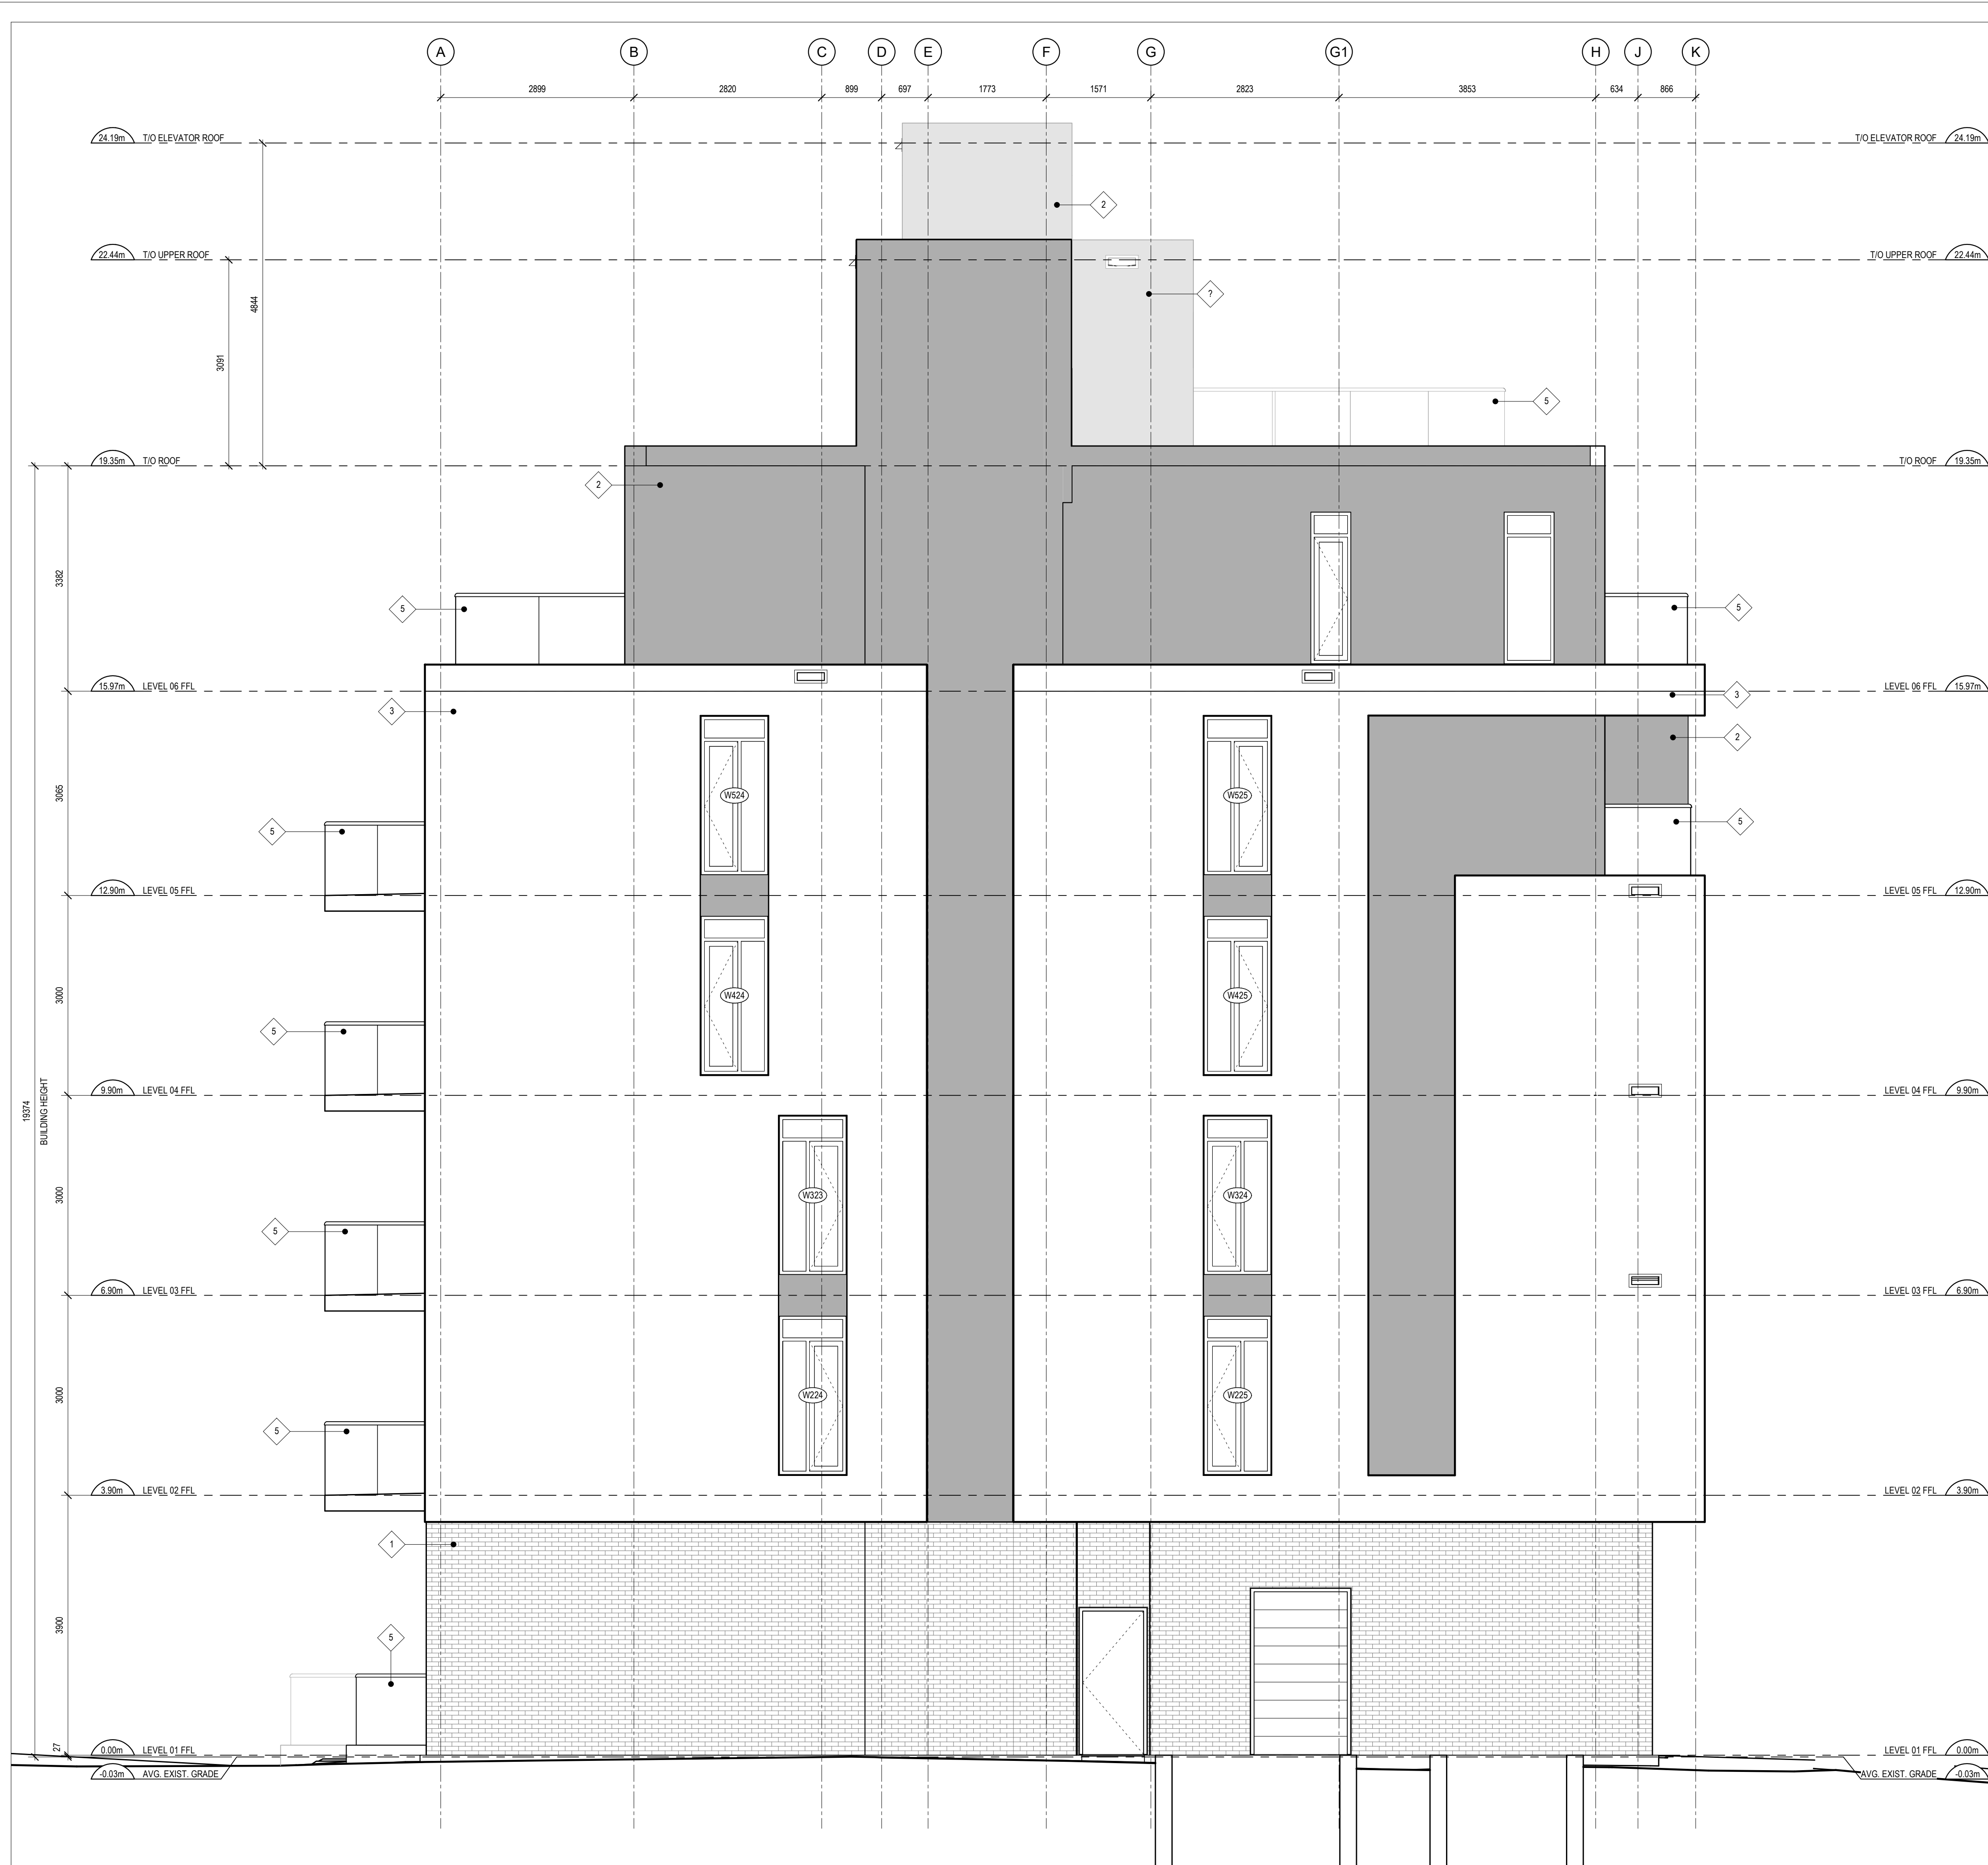 A B C D E F G G1 H J K
2899 2820 899 697 1773 1571 2823 3853 634 866
24.19m T/O ELEVATOR ROOF T/O ELEVATOR ROOF 24.19m
2
22.44m T/O UPPER ROOF T/O UPPER ROOF 22.44m
?
4844
3091
5
19.35m T/O ROOF T/O ROOF 19.35m
2
3382
5 5
15.97m LEVEL 06 FFL LEVEL 06 FFL 15.97m
3 3
2
3065
W524 W525
5 5
12.90m LEVEL 05 FFL LEVEL 05 FFL 12.90m
3000
W424 W425
5
9.90m LEVEL 04 FFL LEVEL 04 FFL 9.90m
19374
BUILDING HEIGHT
3000
W323 W324
5
6.90m LEVEL 03 FFL LEVEL 03 FFL 6.90m
3000
W224 W225
5
3.90m LEVEL 02 FFL LEVEL 02 FFL 3.90m
1
3900
5
27
0.00m LEVEL 01 FFL LEVEL 01 FFL 0.00m
-0.03m AVG. EXIST. GRADE AVG. EXIST. GRADE -0.03m